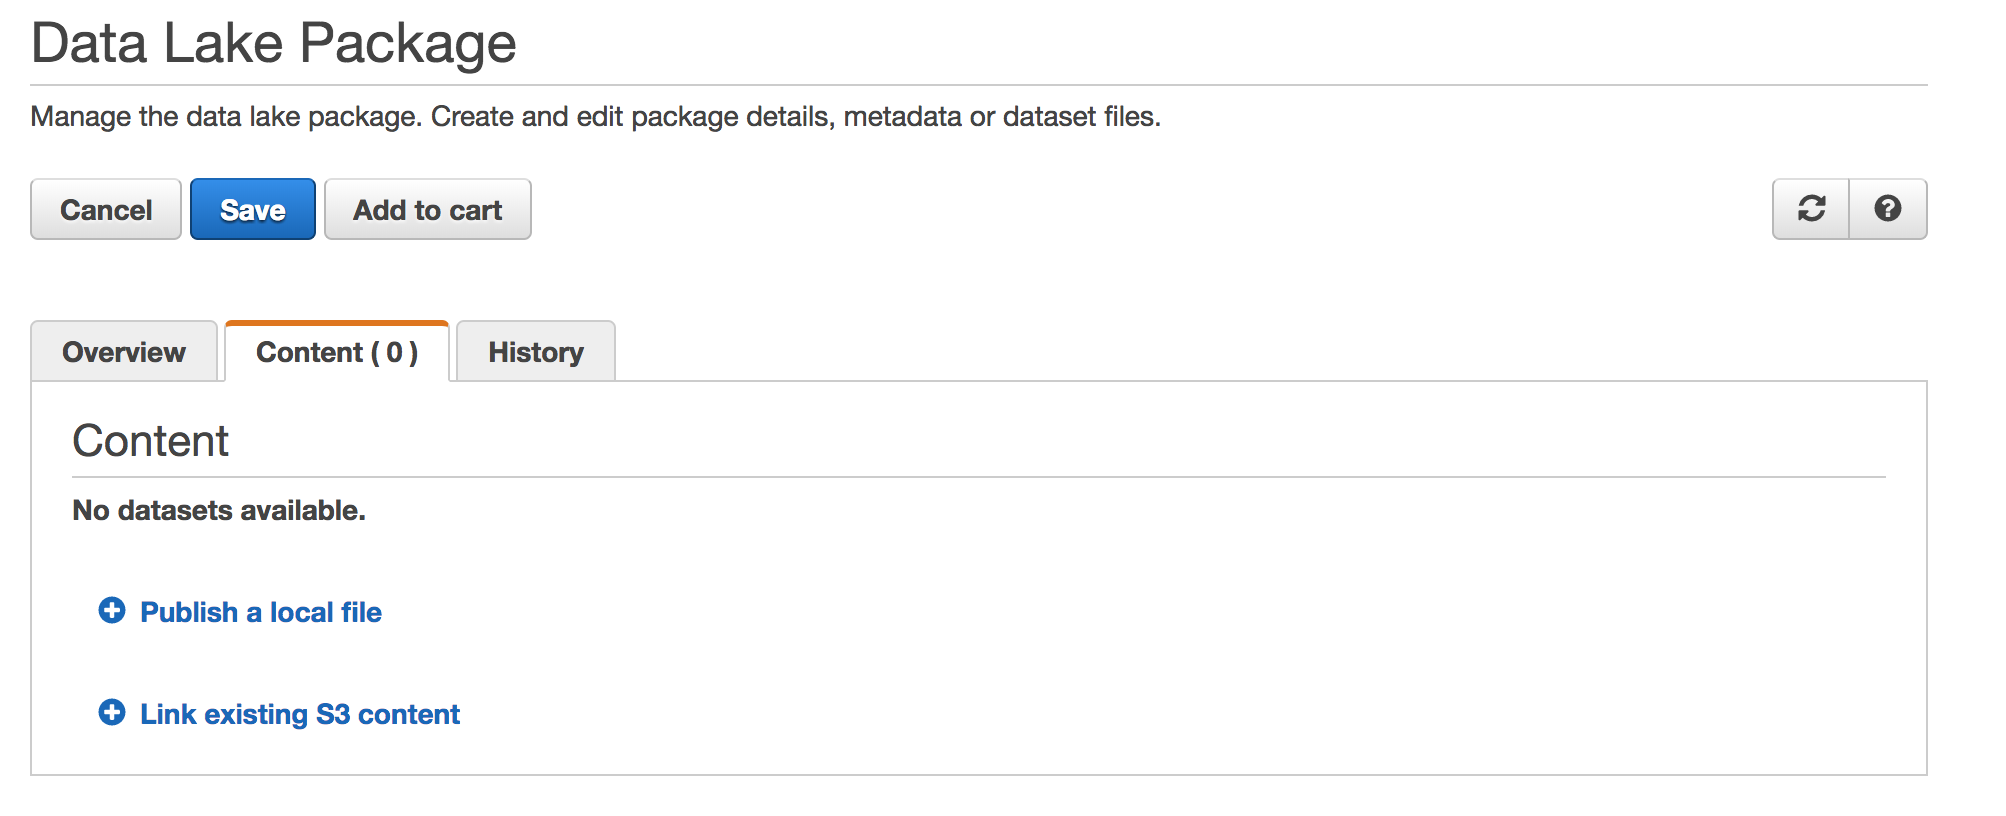 Data Lake Package
Manage the data lake package. Create and edit package details, metadata or dataset files.
Cancel Save Add to cart
Overview Content ( 0 ) History
Content
No datasets available.
Publish a local file
Link existing S3 content